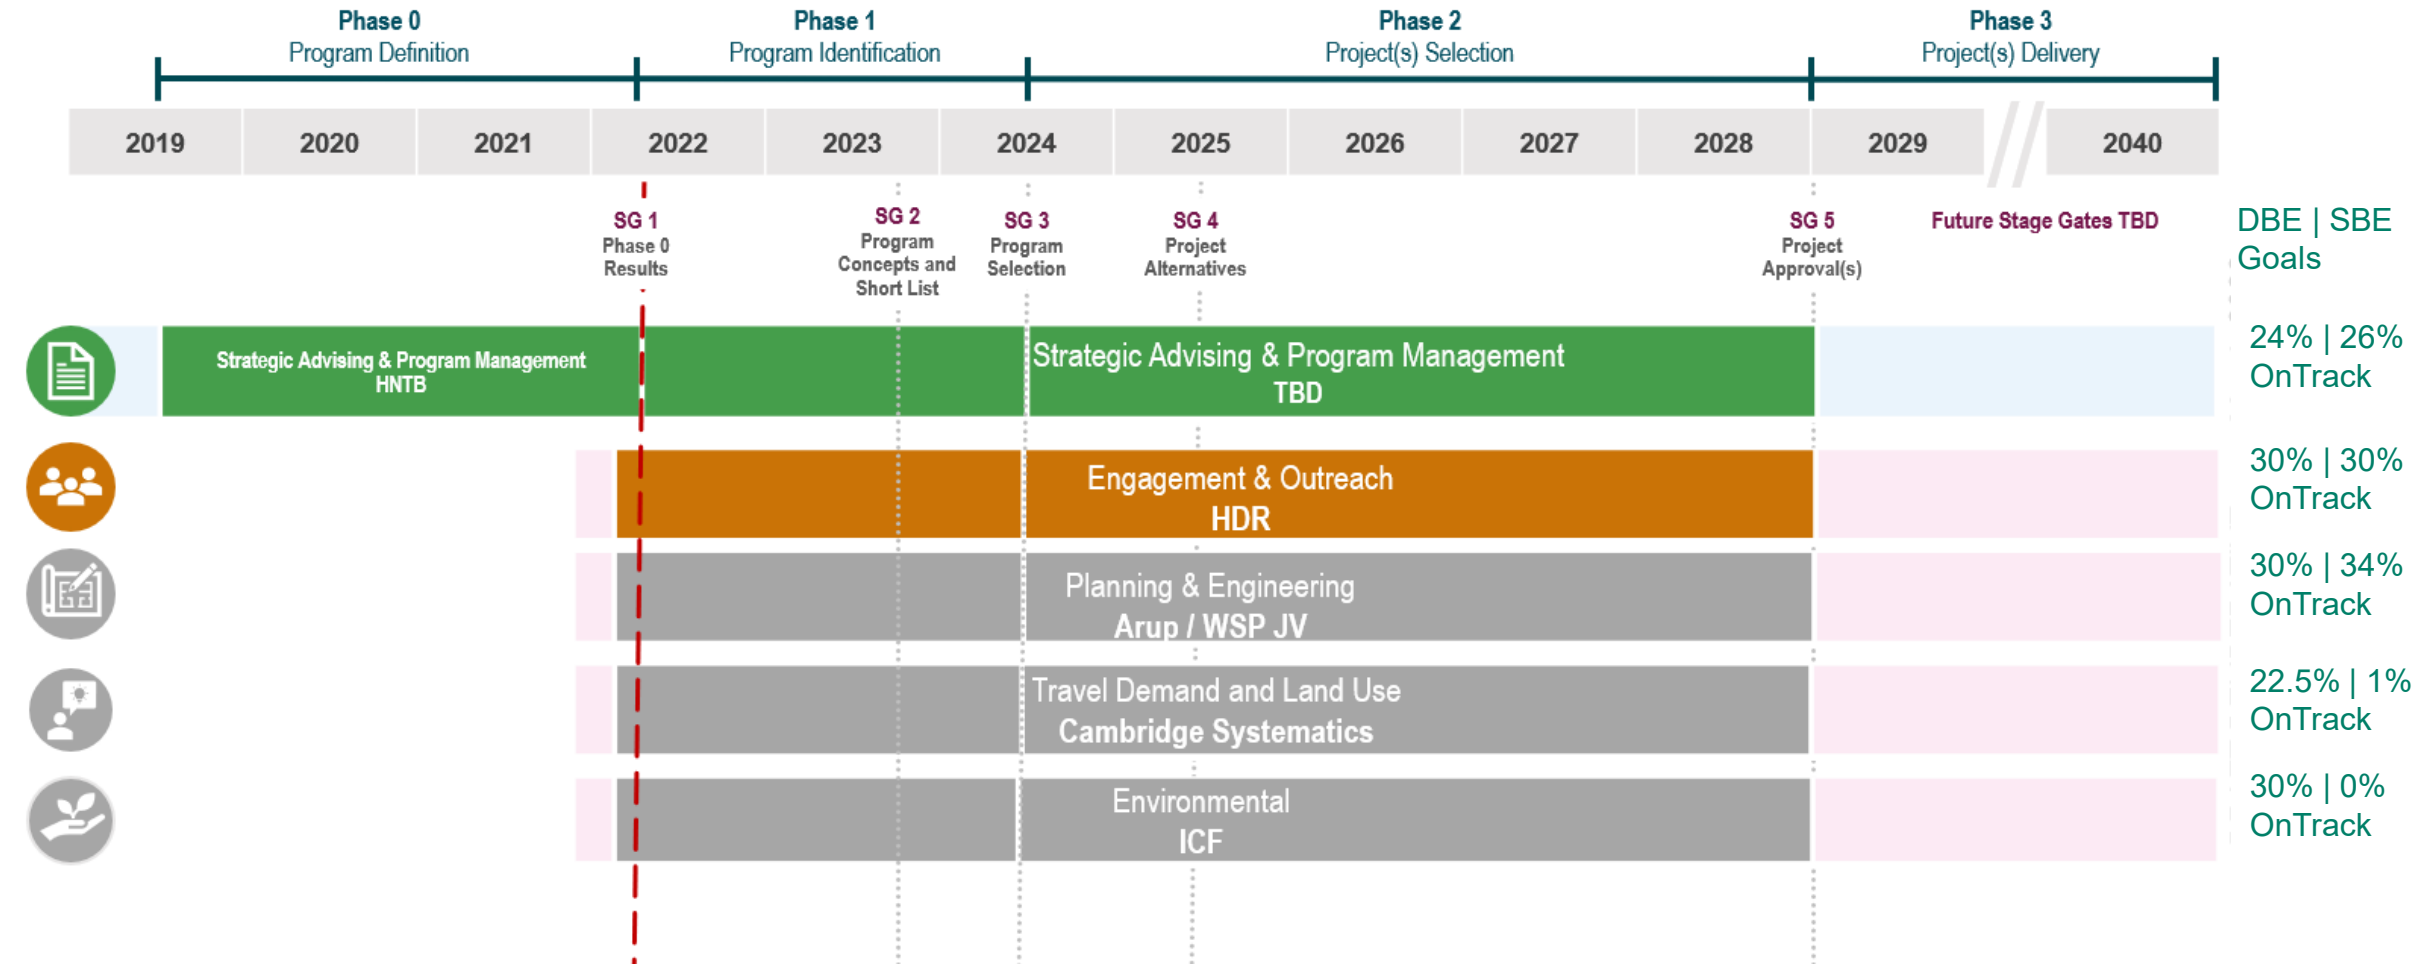 Phase 0
Program Definition
Phase 1
Program Identification
Phase 2
Project(s) Selection
Phase 3
Project(s) Delivery
2019
2020
2021
2022
2023
2024
2025
2026
2027
2028
2029
2040
SG 1
Phase 0
Results
SG 2
Program
Concepts and
Short List
SG 3
Program
Selection
SG 4
Project
Alternatives
SG 5
Project
Approval(s)
Future Stage Gates TBD
DBE | SBE
Goals
Strategic Advising & Program Management
HNTB
Strategic Advising & Program Management
TBD
24% | 26%
OnTrack
Engagement & Outreach
HDR
30% | 30%
OnTrack
Planning & Engineering
Arup / WSP JV
30% | 34%
OnTrack
Travel Demand and Land Use
Cambridge Systematics
22.5% | 1%
OnTrack
Environmental
ICF
30% | 0%
OnTrack